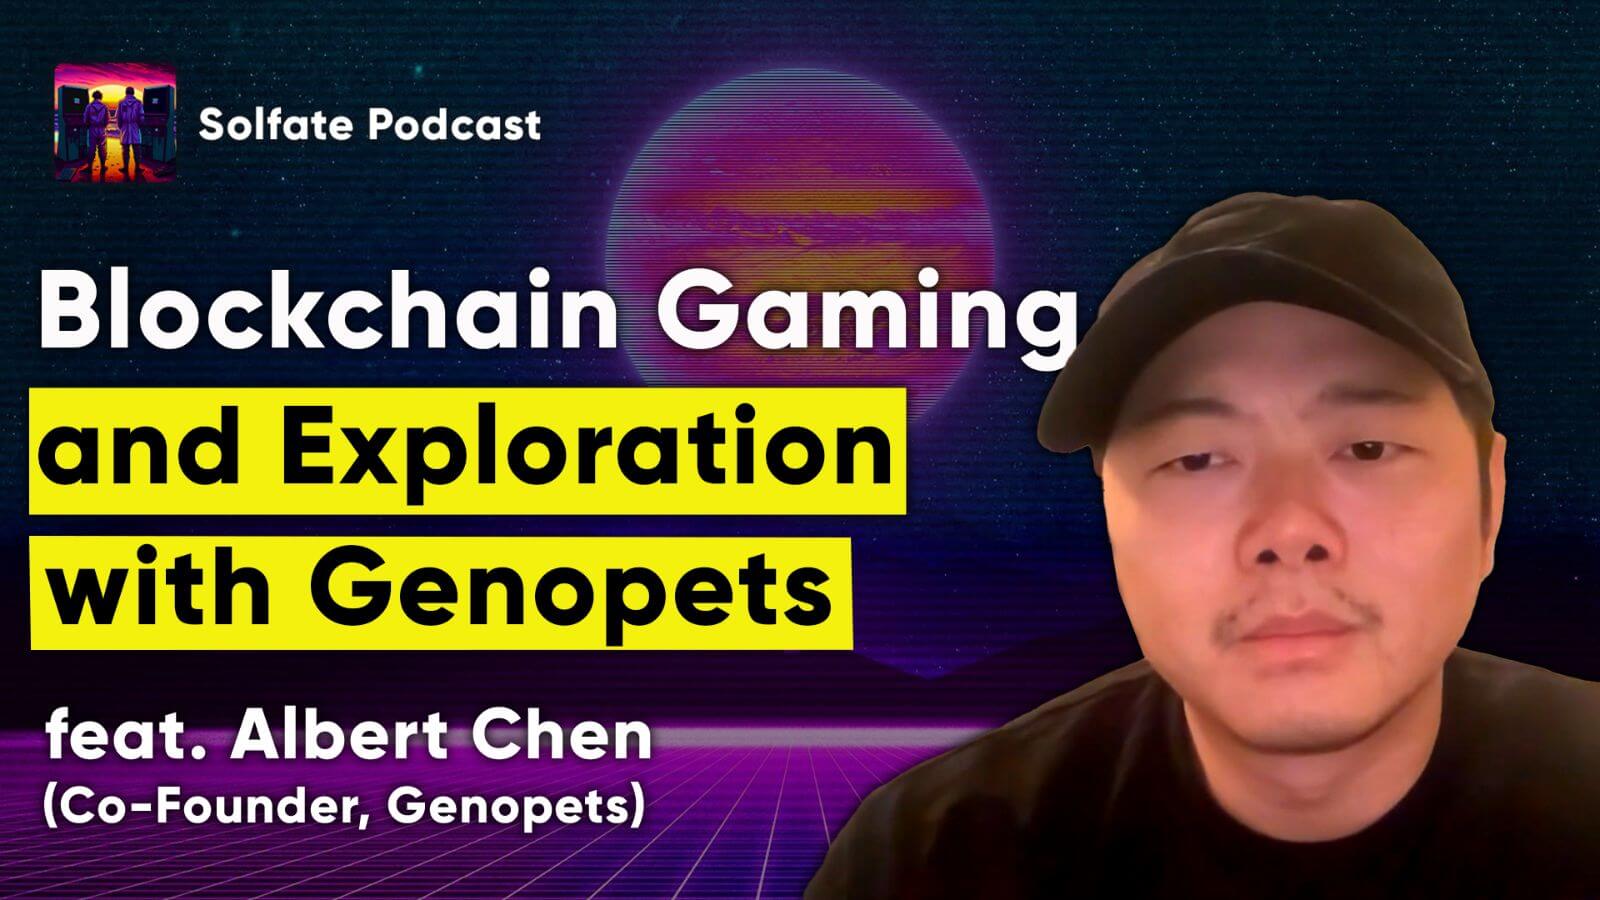 Solfate Podcast
Blockchain Gaming
and Exploration
with Genopets
feat. Albert Chen
(Co-Founder, Genopets)